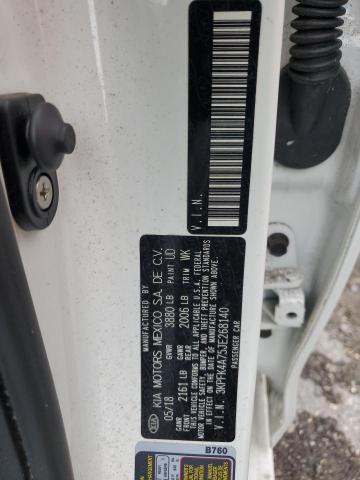 V.I.N.
MANUFACTURED BY
KIA KIA MOTORS MEXICO S.A. DE C.V.
05/18 GVWR 3880 LB PAINT UD
GAWR FRONT 2161 LB GAWR REAR 2006 LB TRIM WK
THIS VEHICLE CONFORMS TO ALL APPLICABLE U.S.A. FEDERAL
MOTOR VEHICLE SAFETY, BUMPER, AND THEFT PREVENTION
STANDARDS IN EFFECT ON THE DATE OF MANUFACTURE SHOWN ABOVE.
V.I.N. : 3KPFK4A75JE268140
PASSENGER CAR
B760